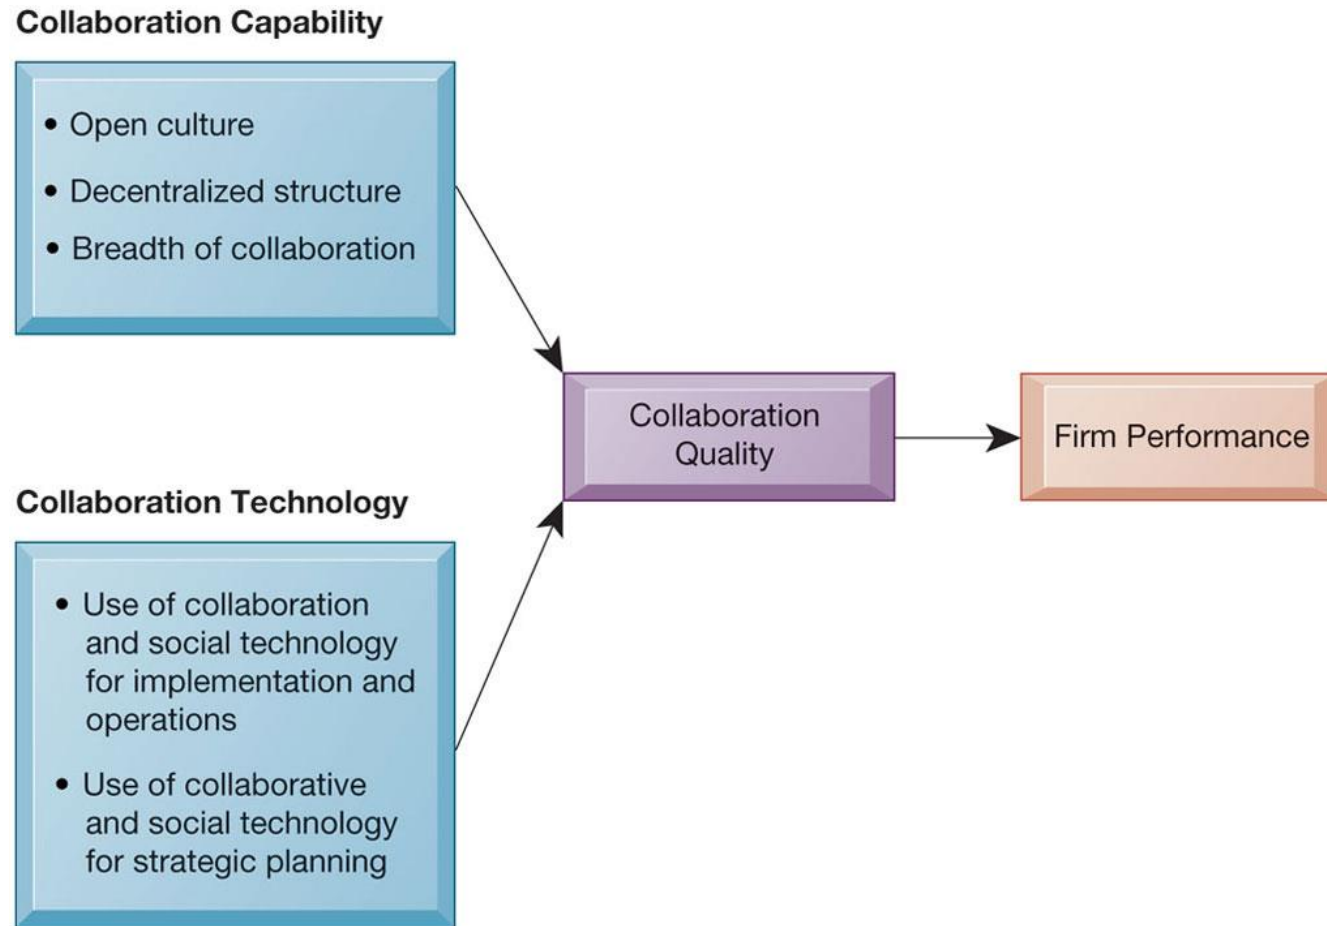 Collaboration Capability
• Open culture
• Decentralized structure
• Breadth of collaboration
Collaboration
Quality
Firm Performance
Collaboration Technology
• Use of collaboration
and social technology
for implementation and
operations
• Use of collaborative
and social technology
for strategic planning